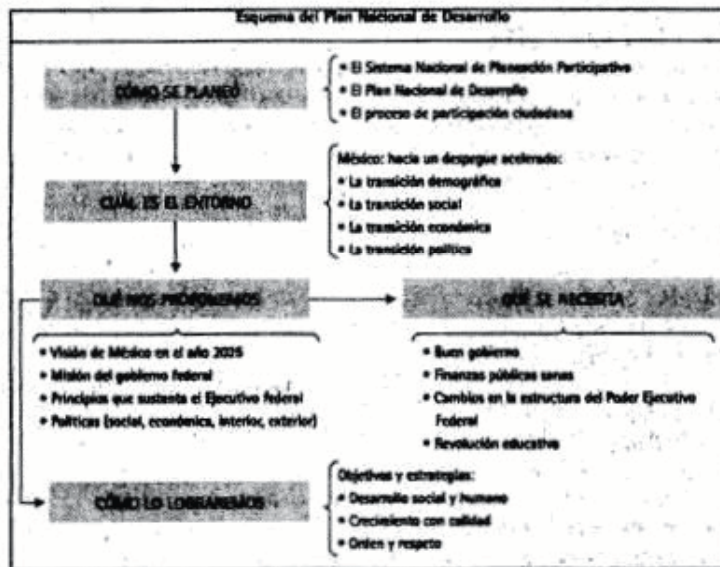 Esquema del Plan Nacional de Desarrollo
CÓMO SE PLANEÓ
• El Sistema Nacional de Planeación Participativa
• El Plan Nacional de Desarrollo
• El proceso de participación ciudadana
CUÁL ES EL ENTORNO
México: hacia un despegue acelerado:
• La transición demográfica
• La transición social
• La transición económica
• La transición política
QUÉ NOS PROPONEMOS
• Visión de México en el año 2025
• Misión del gobierno federal
• Principios que sustenta el Ejecutivo federal
• Políticas (social, económica, interior, exterior)
QUÉ SE NECESITA
• Buen gobierno
• Finanzas públicas sanas
• Cambios en la estructura del Poder Ejecutivo
Federal
• Revolución educativa
CÓMO LO LOGRAREMOS
Objetivos y estrategias:
• Desarrollo social y humano
• Crecimiento con calidad
• Orden y respeto